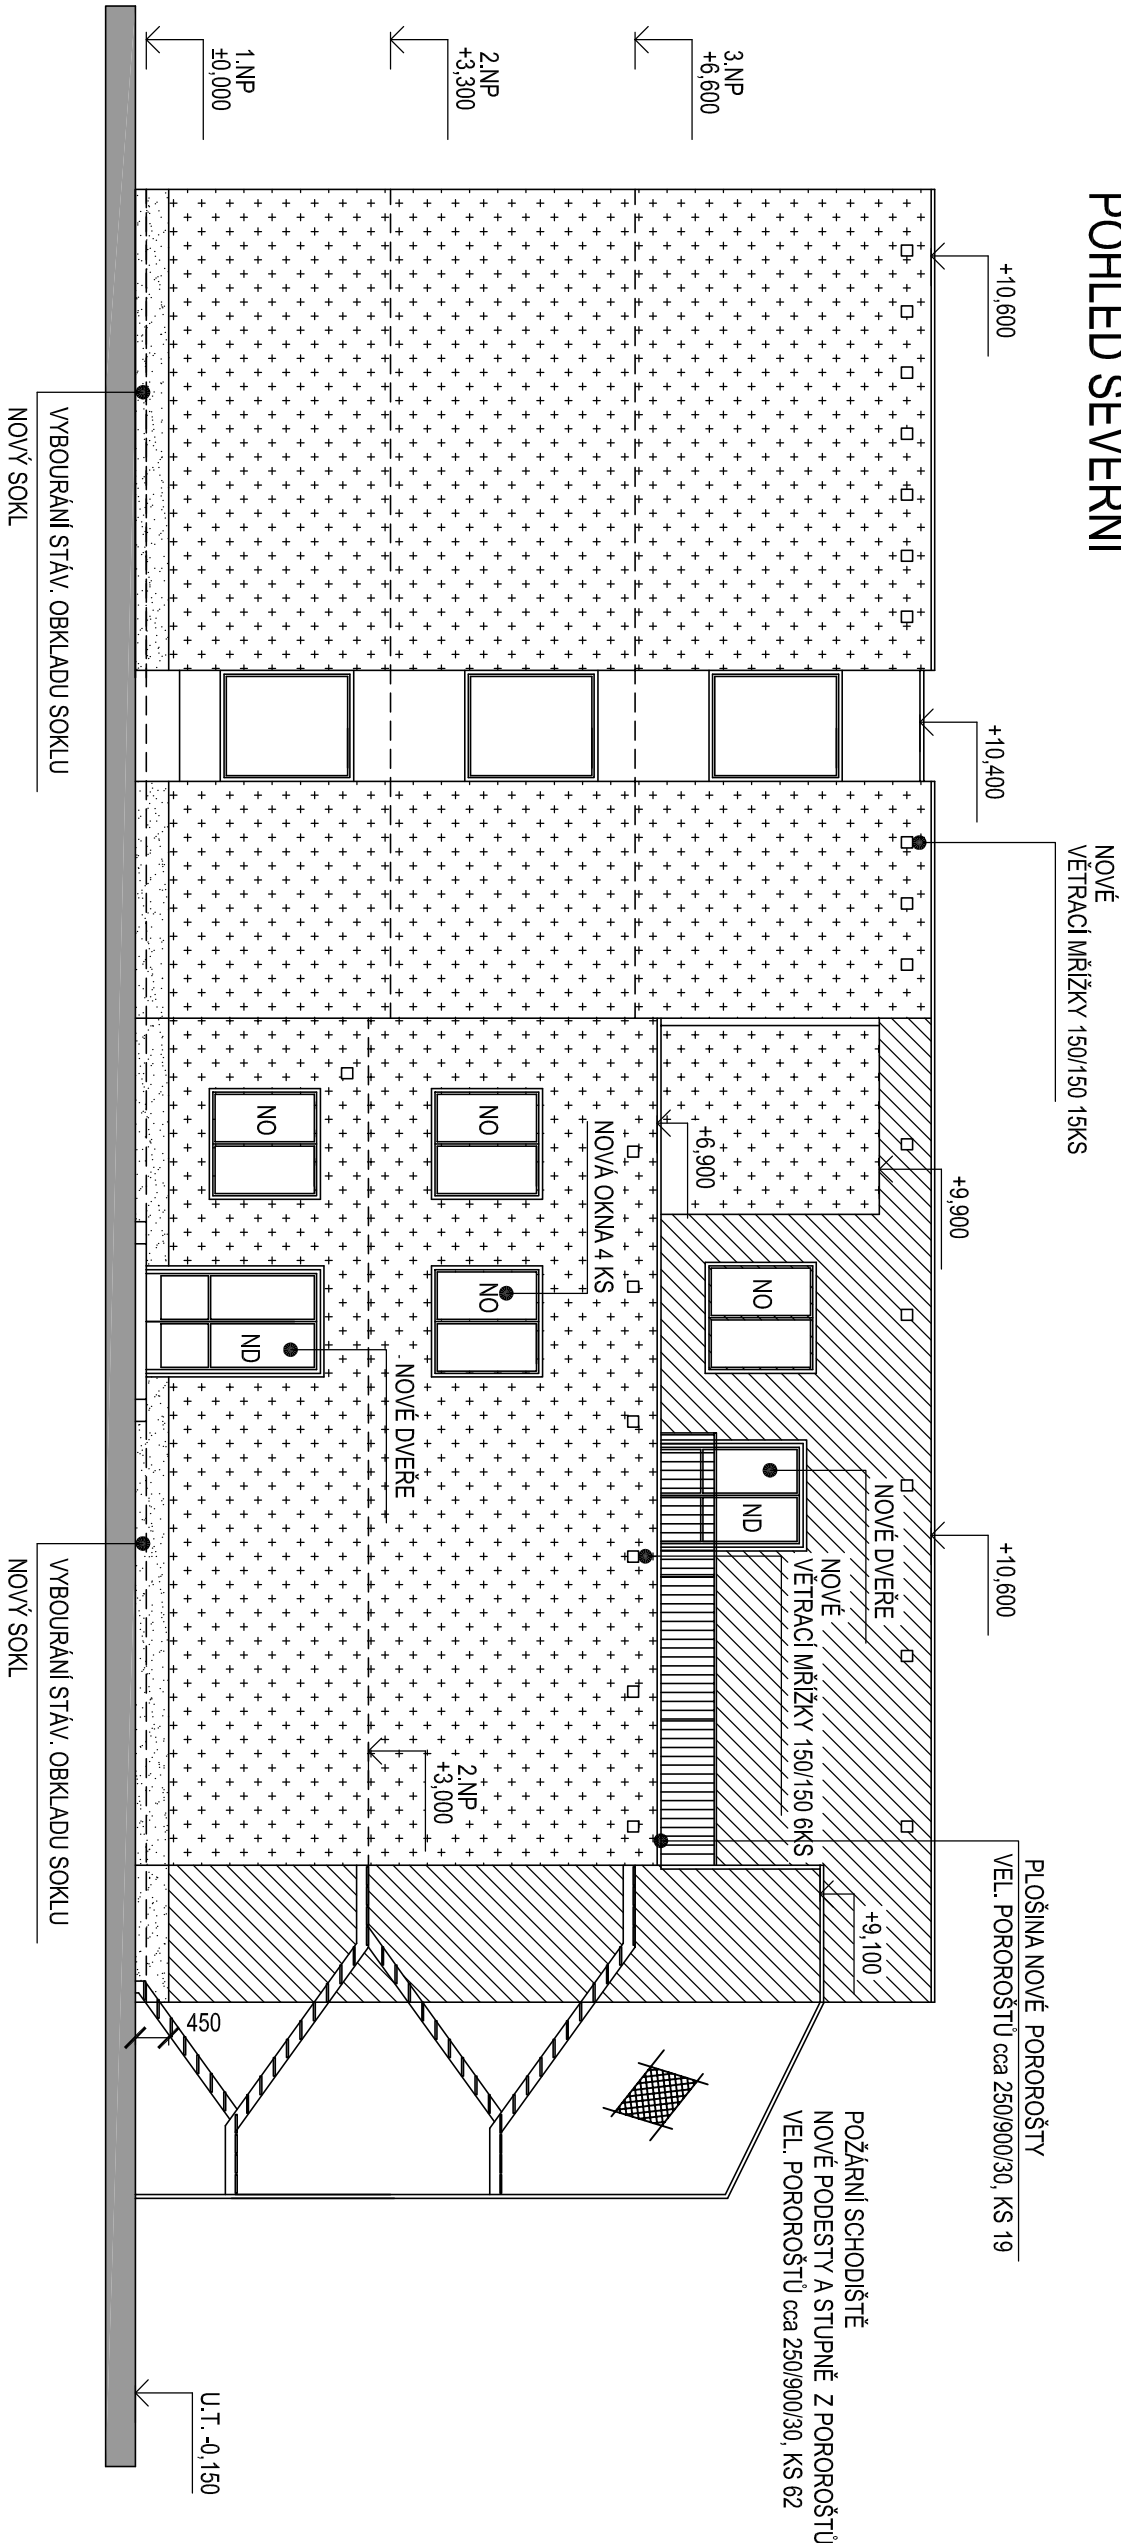 POHLED SEVERNÍ
+10,600
+10,400
NOVÉ
VĚTRACÍ MŘÍŽKY 150/150 15KS
+9,900
+10,600
PLOŠINA NOVÉ POROROŠTY
VEL. POROROŠTŮ cca 250/900/30, KS 19
3.NP
+6,600
2.NP
+3,300
1.NP
±0,000
+6,900
NO
NOVÉ DVEŘE
ND
NOVÉ
VĚTRACÍ MŘÍŽKY 150/150 6KS
+9,100
POŽÁRNÍ SCHODIŠTĚ
NOVÉ PODESTY A STUPNĚ Z POROROŠTŮ
VEL. POROROŠTŮ cca 250/900/30, KS 62
NOVÁ OKNA 4 KS
NO
NO
2.NP
+3,000
NOVÉ DVEŘE
NO
ND
450
U.T. -0,150
VYBOURÁNÍ STÁV. OBKLADU SOKLU
NOVÝ SOKL
VYBOURÁNÍ STÁV. OBKLADU SOKLU
NOVÝ SOKL